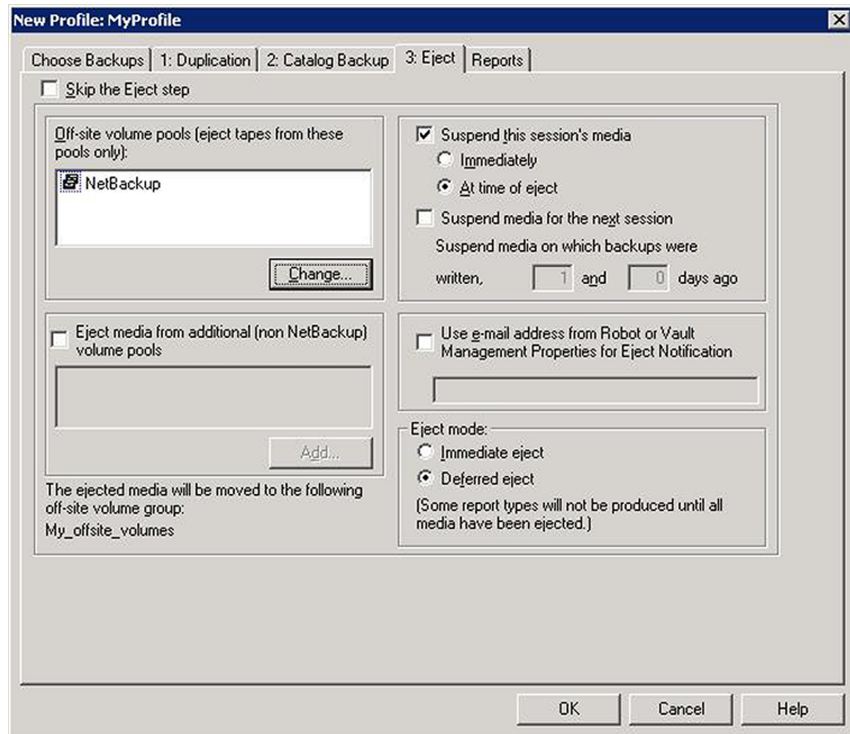 New Profile: MyProfile
Choose Backups
1: Duplication
2: Catalog Backup
3: Eject
Reports
Skip the Eject step
Off-site volume pools (eject tapes from these
pools only):
NetBackup
Change...
Suspend this session's media
Immediately
At time of eject
Suspend media for the next session
Suspend media on which backups were
written, 1 and 0 days ago
Eject media from additional (non NetBackup)
volume pools
Add...
Use e-mail address from Robot or Vault
Management Properties for Eject Notification
Eject mode:
Immediate eject
Deferred eject
(Some report types will not be produced until all
media have been ejected.)
The ejected media will be moved to the following
off-site volume group:
My_offsite_volumes
OK
Cancel
Help